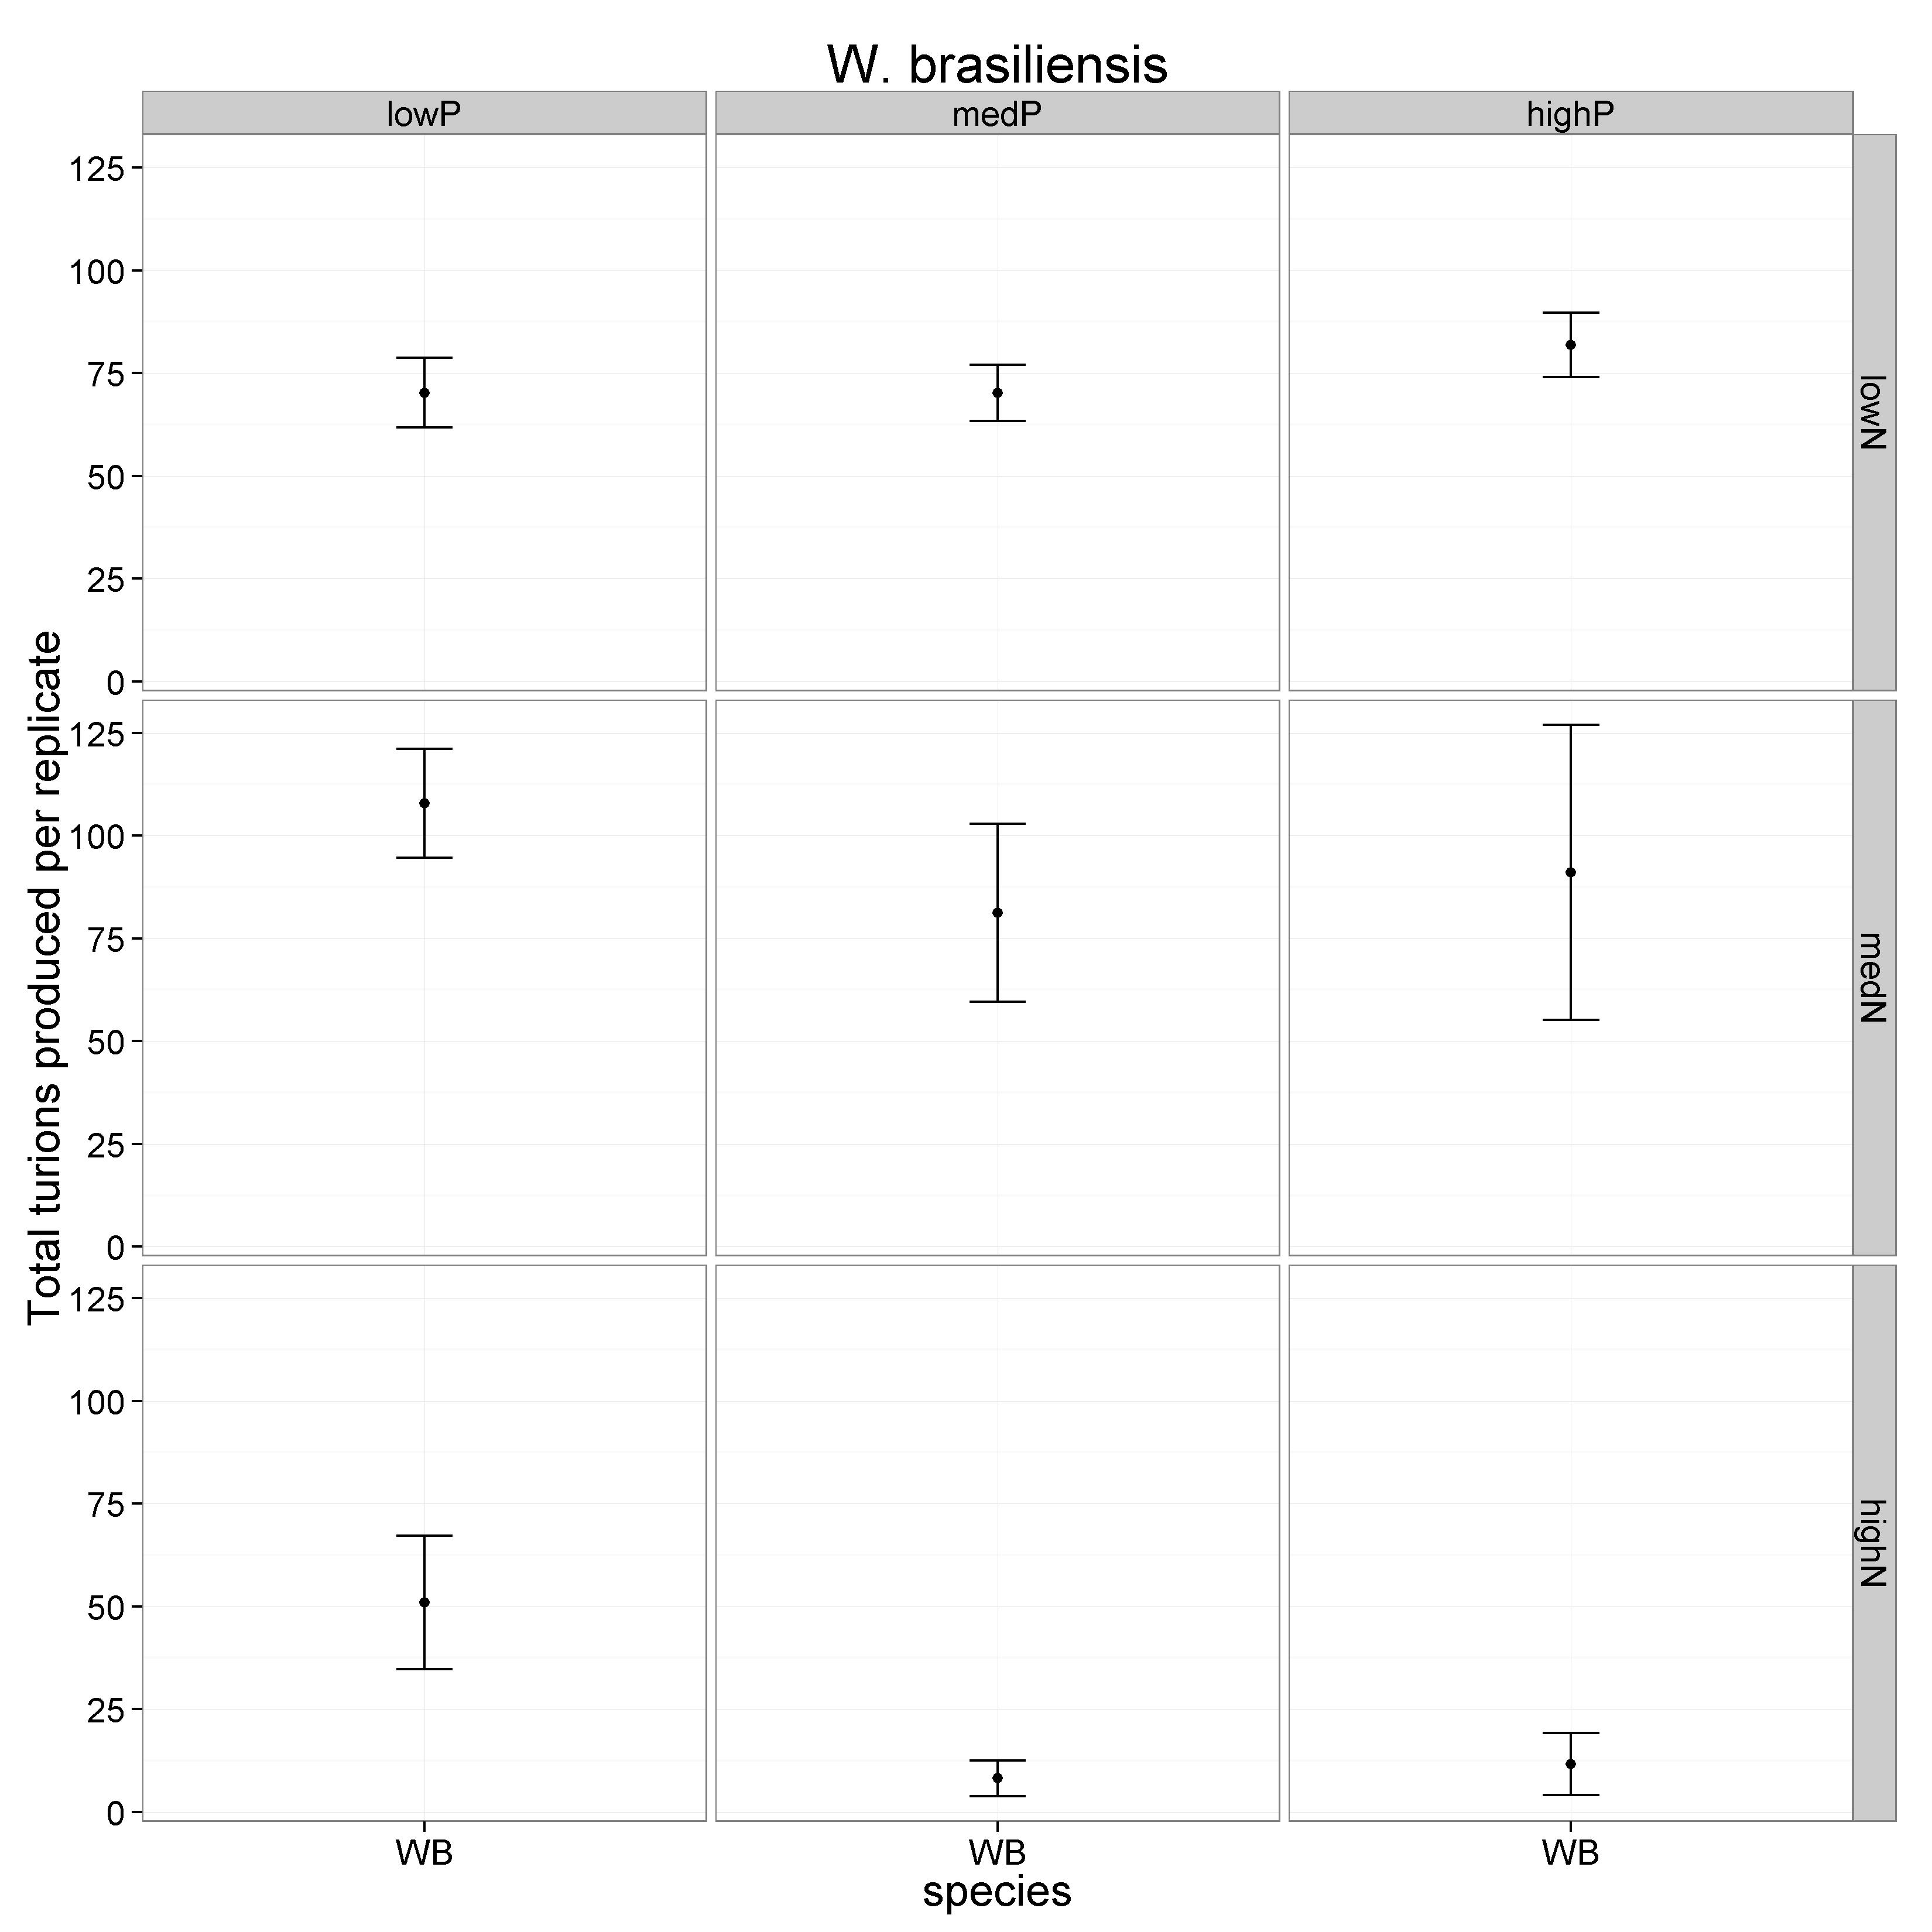 W. brasiliensis
lowP medP highP
125
100
75
50
25
0
lowN
Total turions produced per replicate
125
100
75
50
25
0
medN
125
100
75
50
25
0
highN
WB WB WB
species